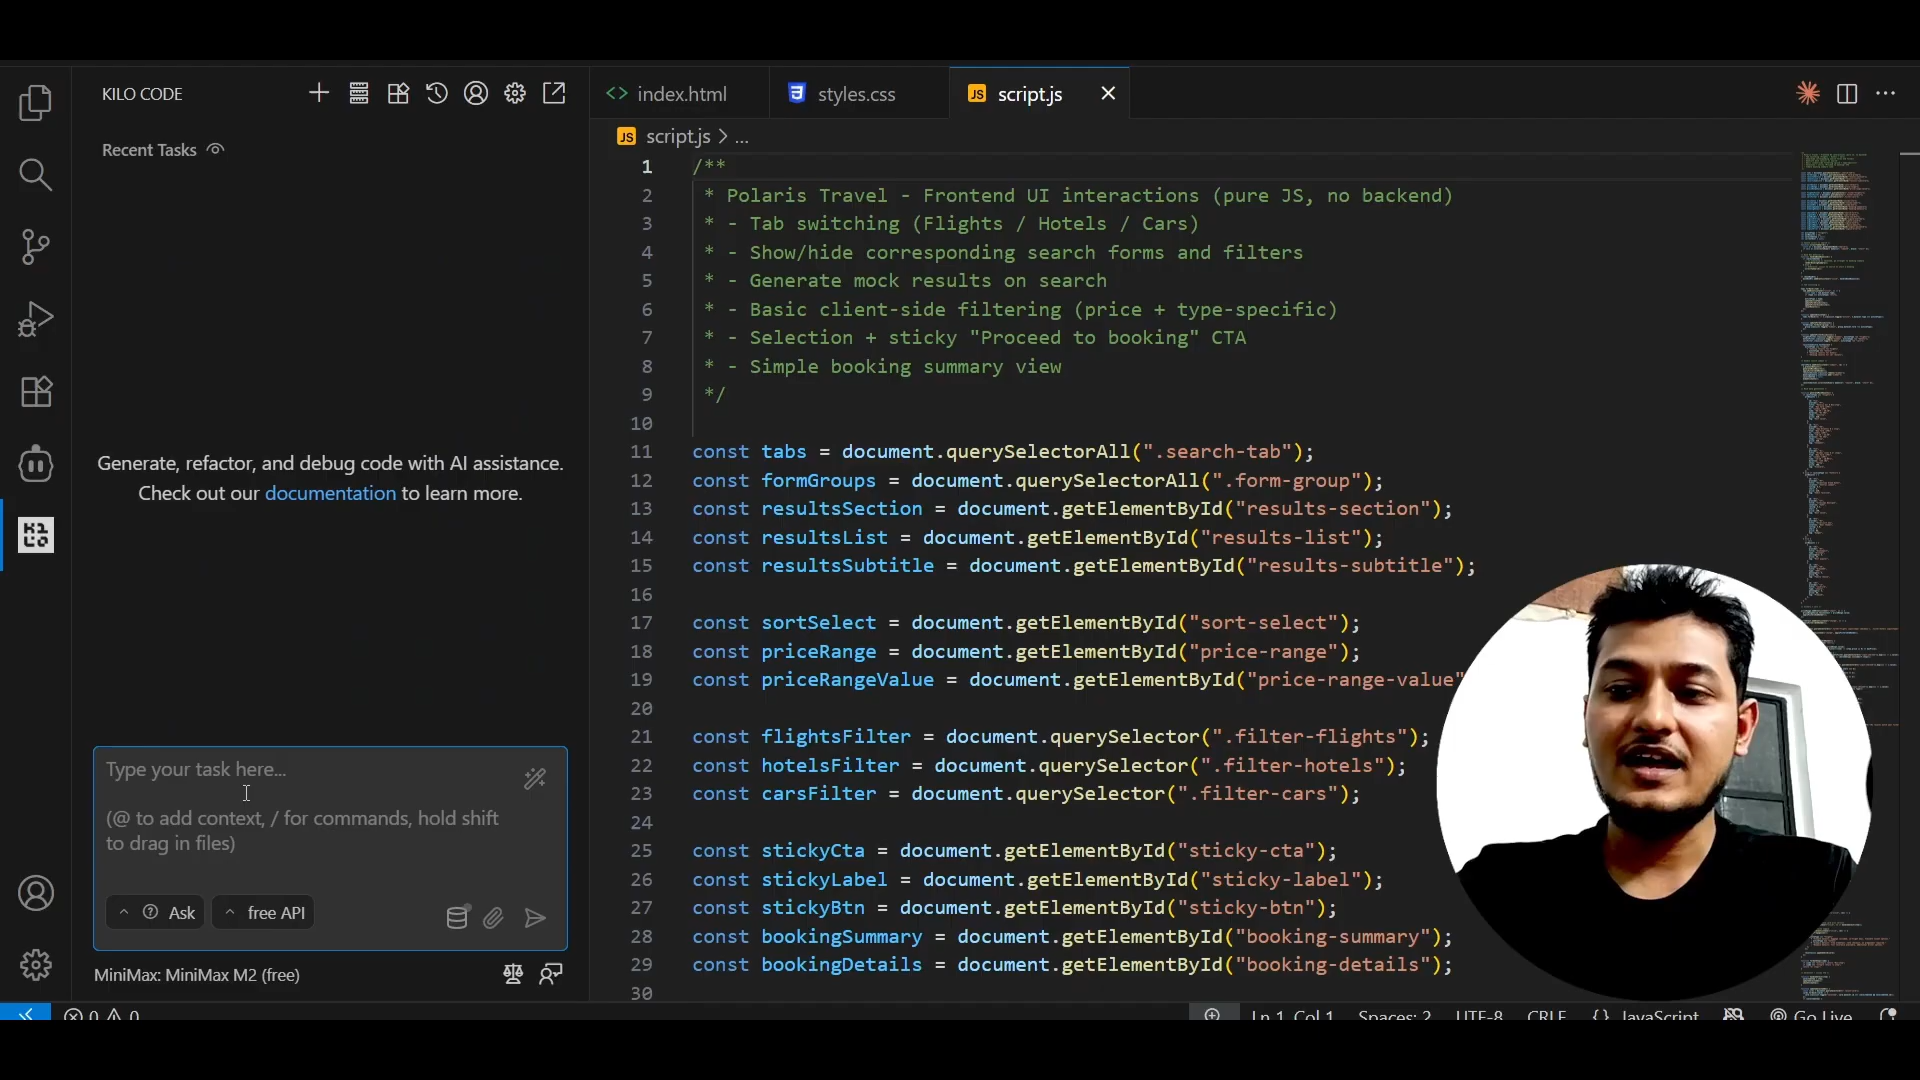 KILO CODE
Recent Tasks
Generate, refactor, and debug code with AI assistance.
Check out our documentation to learn more.
Type your task here...
(@ to add context, / for commands, hold shift
to drag in files)
Ask
free API
MiniMax: MiniMax M2 (free)
index.html
styles.css
JS script.js
JS script.js > ...
1 /**
2 * Polaris Travel - Frontend UI interactions (pure JS, no backend)
3 * - Tab switching (Flights / Hotels / Cars)
4 * - Show/hide corresponding search forms and filters
5 * - Generate mock results on search
6 * - Basic client-side filtering (price + type-specific)
7 * - Selection + sticky "Proceed to booking" CTA
8 * - Simple booking summary view
9 */
10
11 const tabs = document.querySelectorAll(".search-tab");
12 const formGroups = document.querySelectorAll(".form-group");
13 const resultsSection = document.getElementById("results-section");
14 const resultsList = document.getElementById("results-list");
15 const resultsSubtitle = document.getElementById("results-subtitle");
16
17 const sortSelect = document.getElementById("sort-select");
18 const priceRange = document.getElementById("price-range");
19 const priceRangeValue = document.getElementById("price-range-value"
20
21 const flightsFilter = document.querySelector(".filter-flights");
22 const hotelsFilter = document.querySelector(".filter-hotels");
23 const carsFilter = document.querySelector(".filter-cars");
24
25 const stickyCta = document.getElementById("sticky-cta");
26 const stickyLabel = document.getElementById("sticky-label");
27 const stickyBtn = document.getElementById("sticky-btn");
28 const bookingSummary = document.getElementById("booking-summary");
29 const bookingDetails = document.getElementById("booking-details");
30
0 0
Ln 1, Col 1 Spaces: 2 UTF-8 CRLF {} JavaScript Go Live